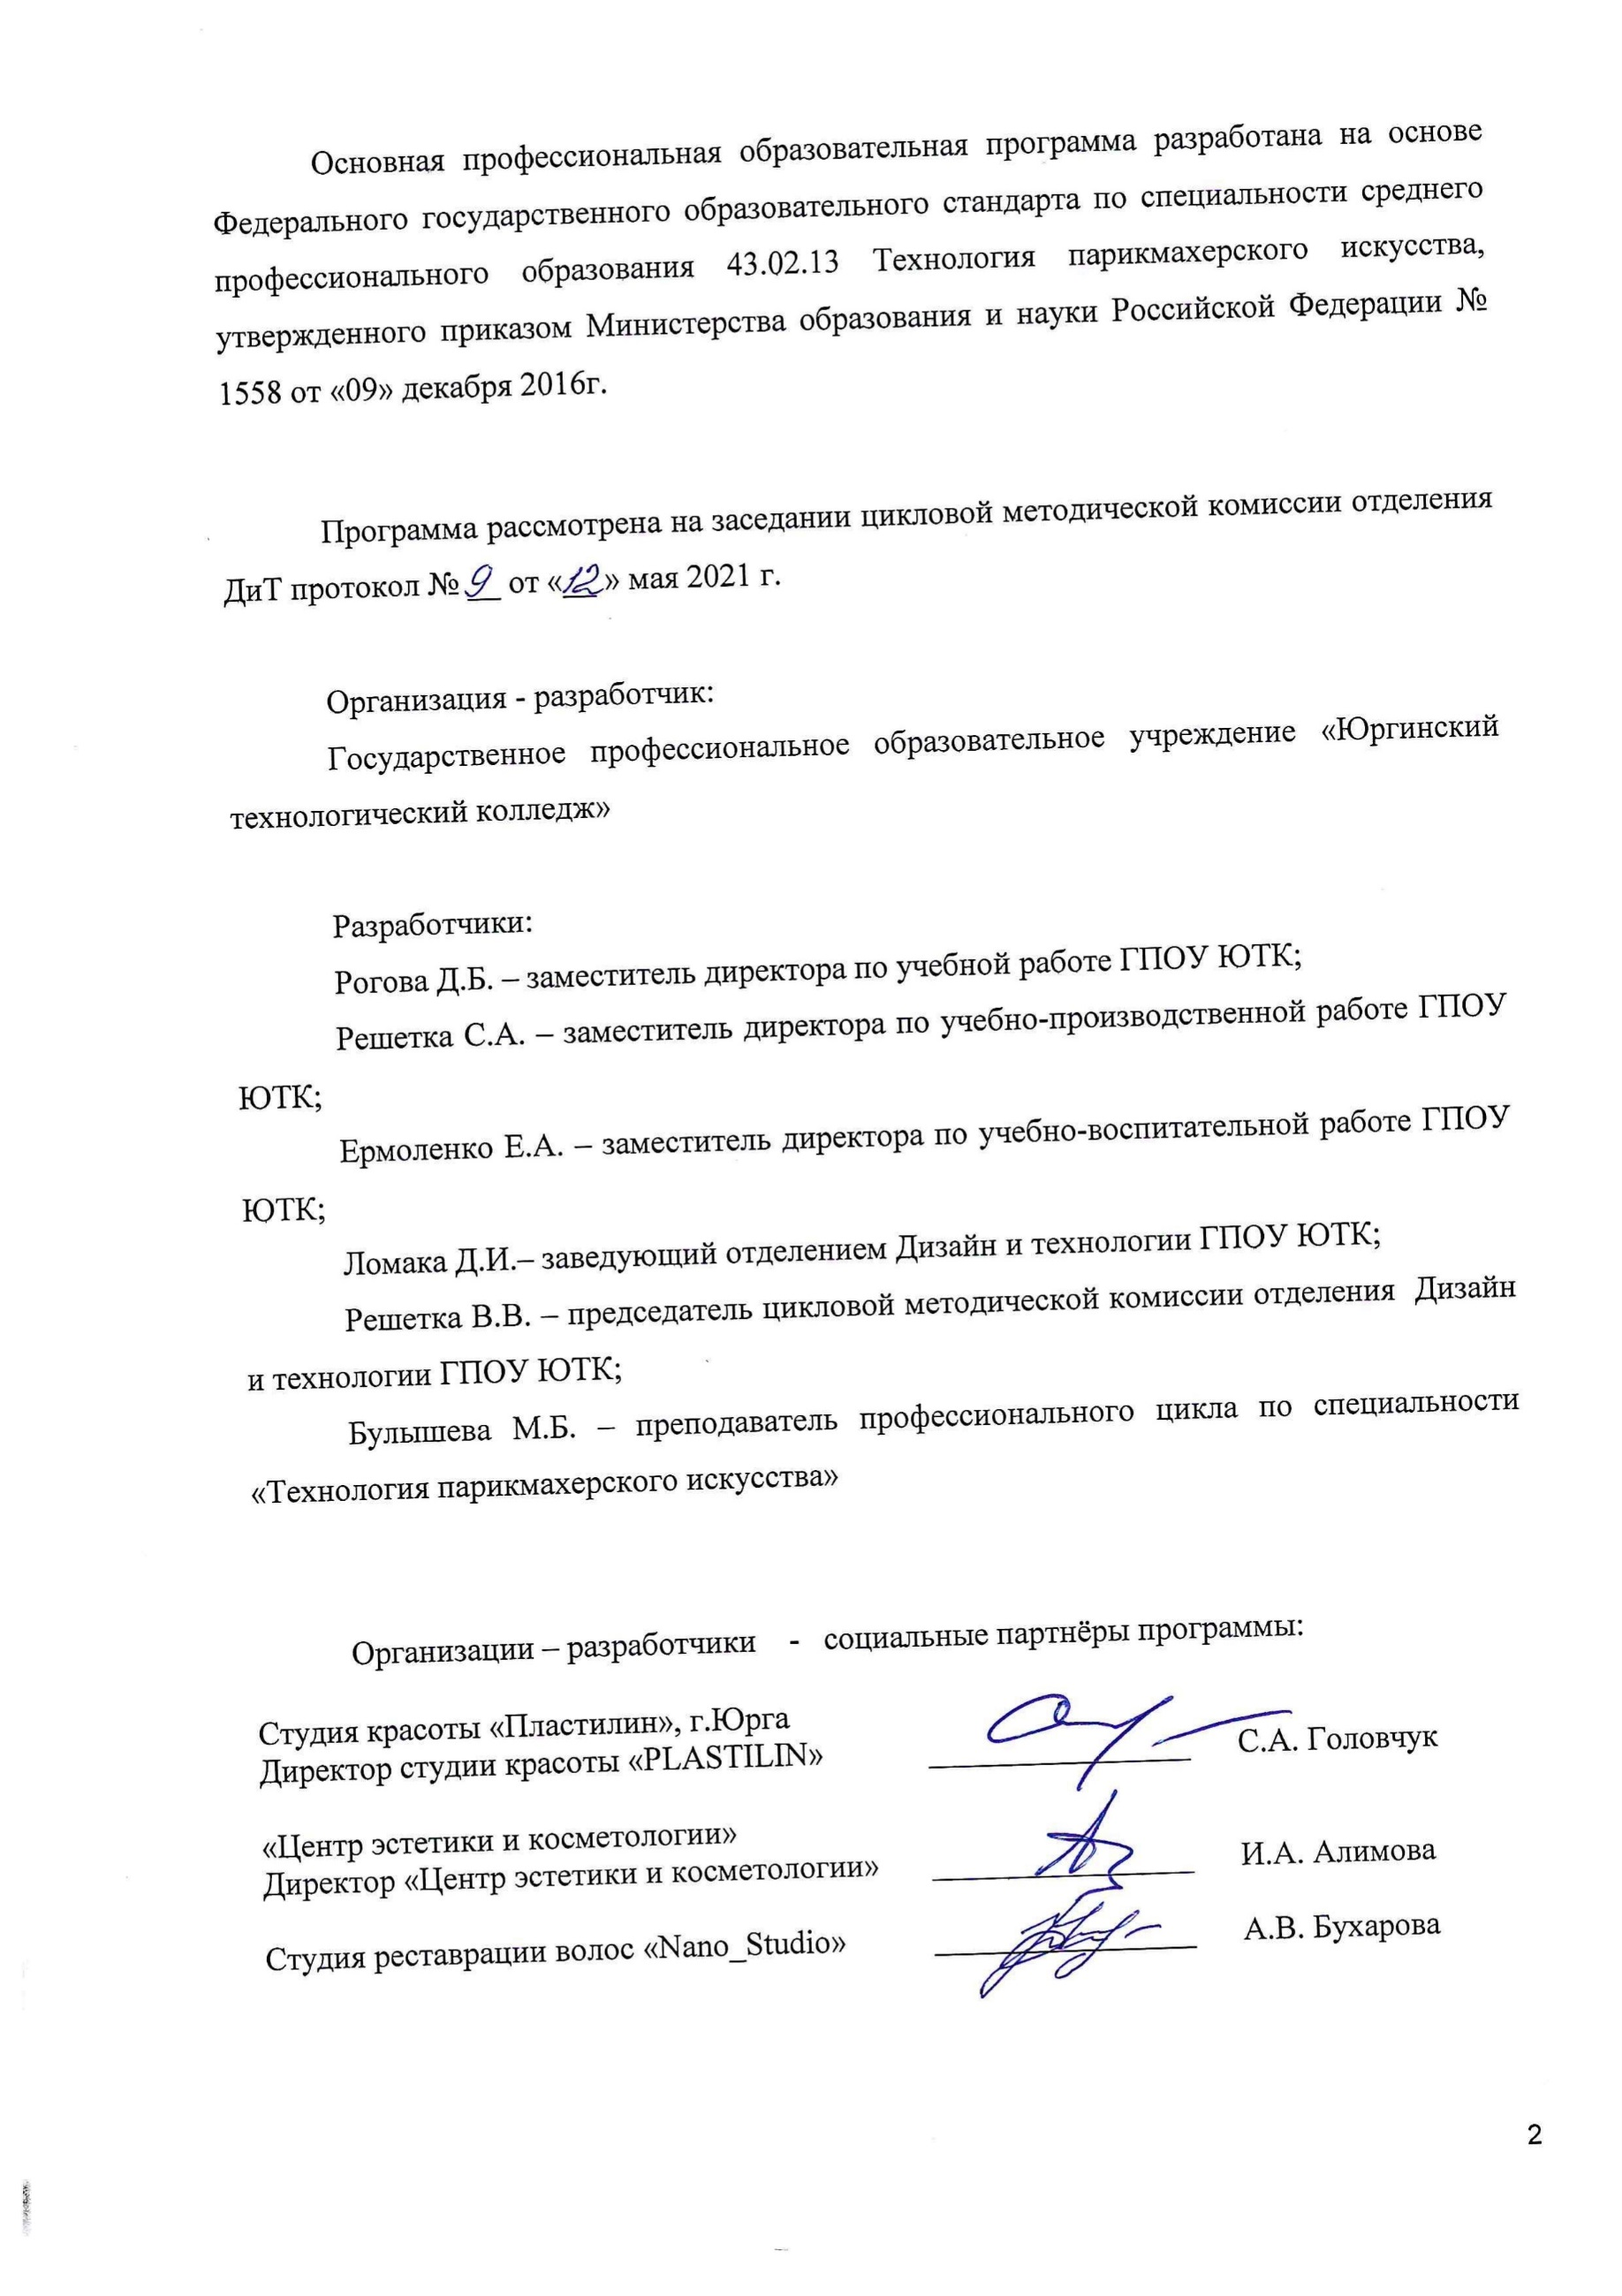 Основная профессиональная образовательная программа разработана на основе
Федерального государственного образовательного стандарта по специальности среднего
профессионального образования 43.02.13 Технология парикмахерского искусства,
утвержденного приказом Министерства образования и науки Российской Федерации №
1558 от «09» декабря 2016г.
Программа рассмотрена на заседании цикловой методической комиссии отделения
ДиТ протокол № 9 от «12» мая 2021 г.
Организация - разработчик:
Государственное профессиональное образовательное учреждение «Юргинский
технологический колледж»
Разработчики:
Рогова Д.Б. – заместитель директора по учебной работе ГПОУ ЮТК;
Решетка С.А. – заместитель директора по учебно-производственной работе ГПОУ
ЮТК;
Ермоленко Е.А. – заместитель директора по учебно-воспитательной работе ГПОУ
ЮТК;
Ломака Д.И.– заведующий отделением Дизайн и технологии ГПОУ ЮТК;
Решетка В.В. – председатель цикловой методической комиссии отделения Дизайн
и технологии ГПОУ ЮТК;
Булышева М.Б. – преподаватель профессионального цикла по специальности
«Технология парикмахерского искусства»
Организации – разработчики - социальные партнёры программы:
Студия красоты «Пластилин», г.Юрга
Директор студии красоты «PLASTILIN» С.А. Головчук
«Центр эстетики и косметологии»
Директор «Центр эстетики и косметологии» И.А. Алимова
Студия реставрации волос «Nano_Studio» А.В. Бухарова
2